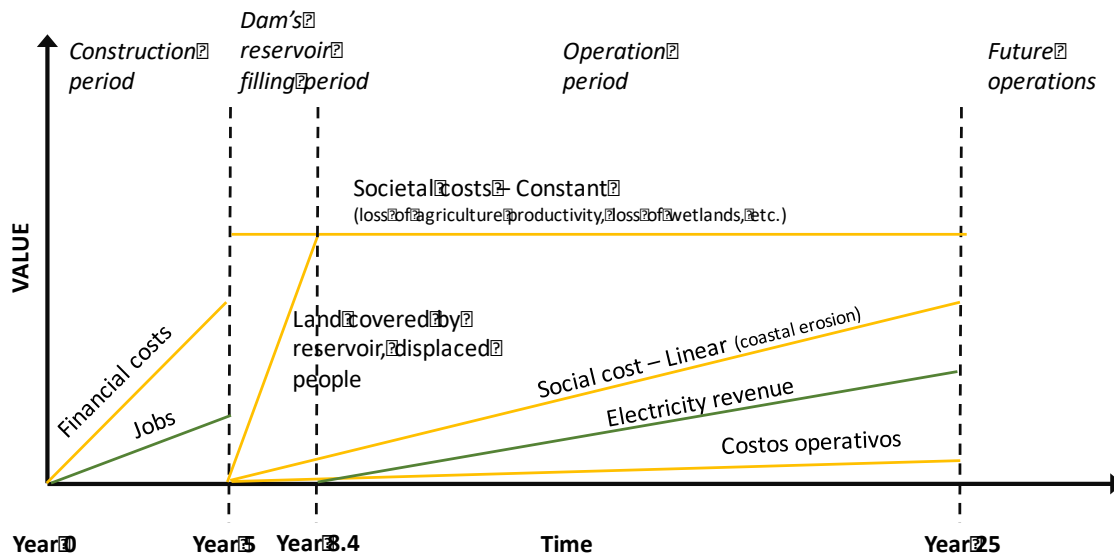 Construction period
Dam's reservoir filling period
Operation period
Future operations
VALUE
Societal costs – Constant
(loss of agriculture productivity, loss of wetlands, etc.)
Financial costs
Jobs
Land covered by
reservoir, displaced
people
Social cost – Linear (coastal erosion)
Electricity revenue
Costos operativos
Year 0
Year 5
Year 8.4
Time
Year 25